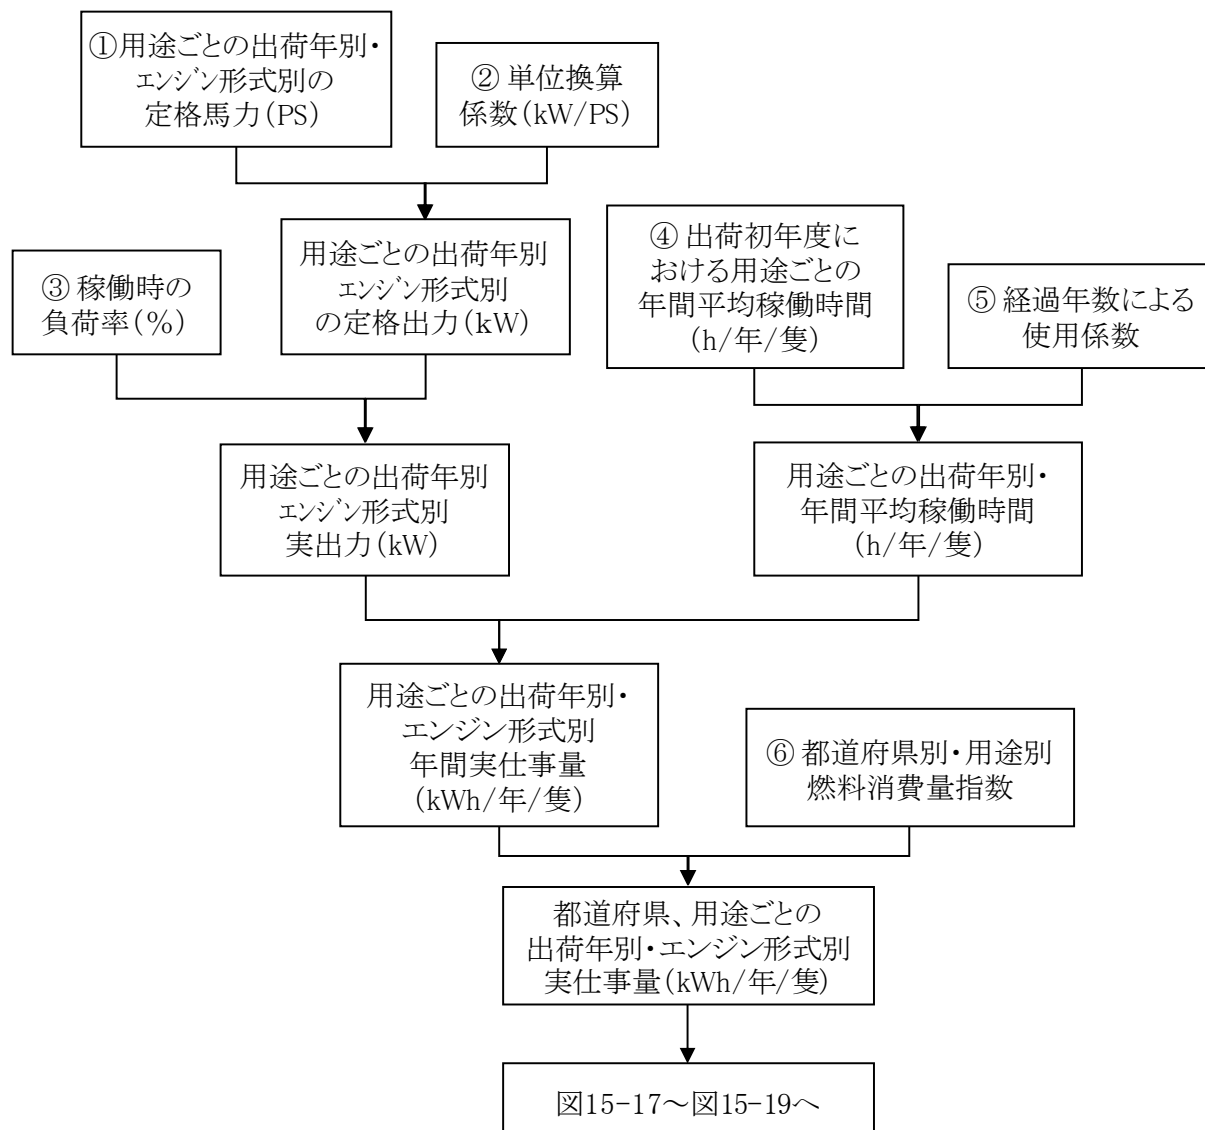 ①用途ごとの出荷年別・
ｴﾝｼﾞﾝ形式別の
定格馬力(PS)
② 単位換算
係数(kW/PS)
用途ごとの出荷年別
ｴﾝｼﾞﾝ形式別
の定格出力(kW)
③ 稼働時の
負荷率(%)
④ 出荷初年度に
おける用途ごとの
年間平均稼働時間
(h/年/隻)
⑤ 経過年数による
使用係数
用途ごとの出荷年別
ｴﾝｼﾞﾝ形式別
実出力(kW)
用途ごとの出荷年別・
年間平均稼働時間
(h/年/隻)
用途ごとの出荷年別・
エンジン形式別
年間実仕事量
(kWh/年/隻)
⑥ 都道府県別・用途別
燃料消費量指数
都道府県、用途ごとの
出荷年別・エンジン形式別
実仕事量(kWh/年/隻)
図15-17～図15-19へ